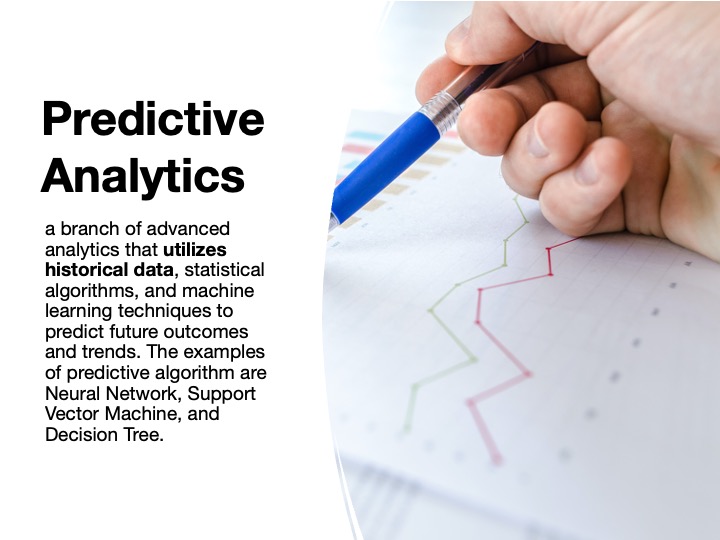 Predictive
Analytics
a branch of advanced
analytics that utilizes
historical data, statistical
algorithms, and machine
learning techniques to
predict future outcomes
and trends. The examples
of predictive algorithm are
Neural Network, Support
Vector Machine, and
Decision Tree.